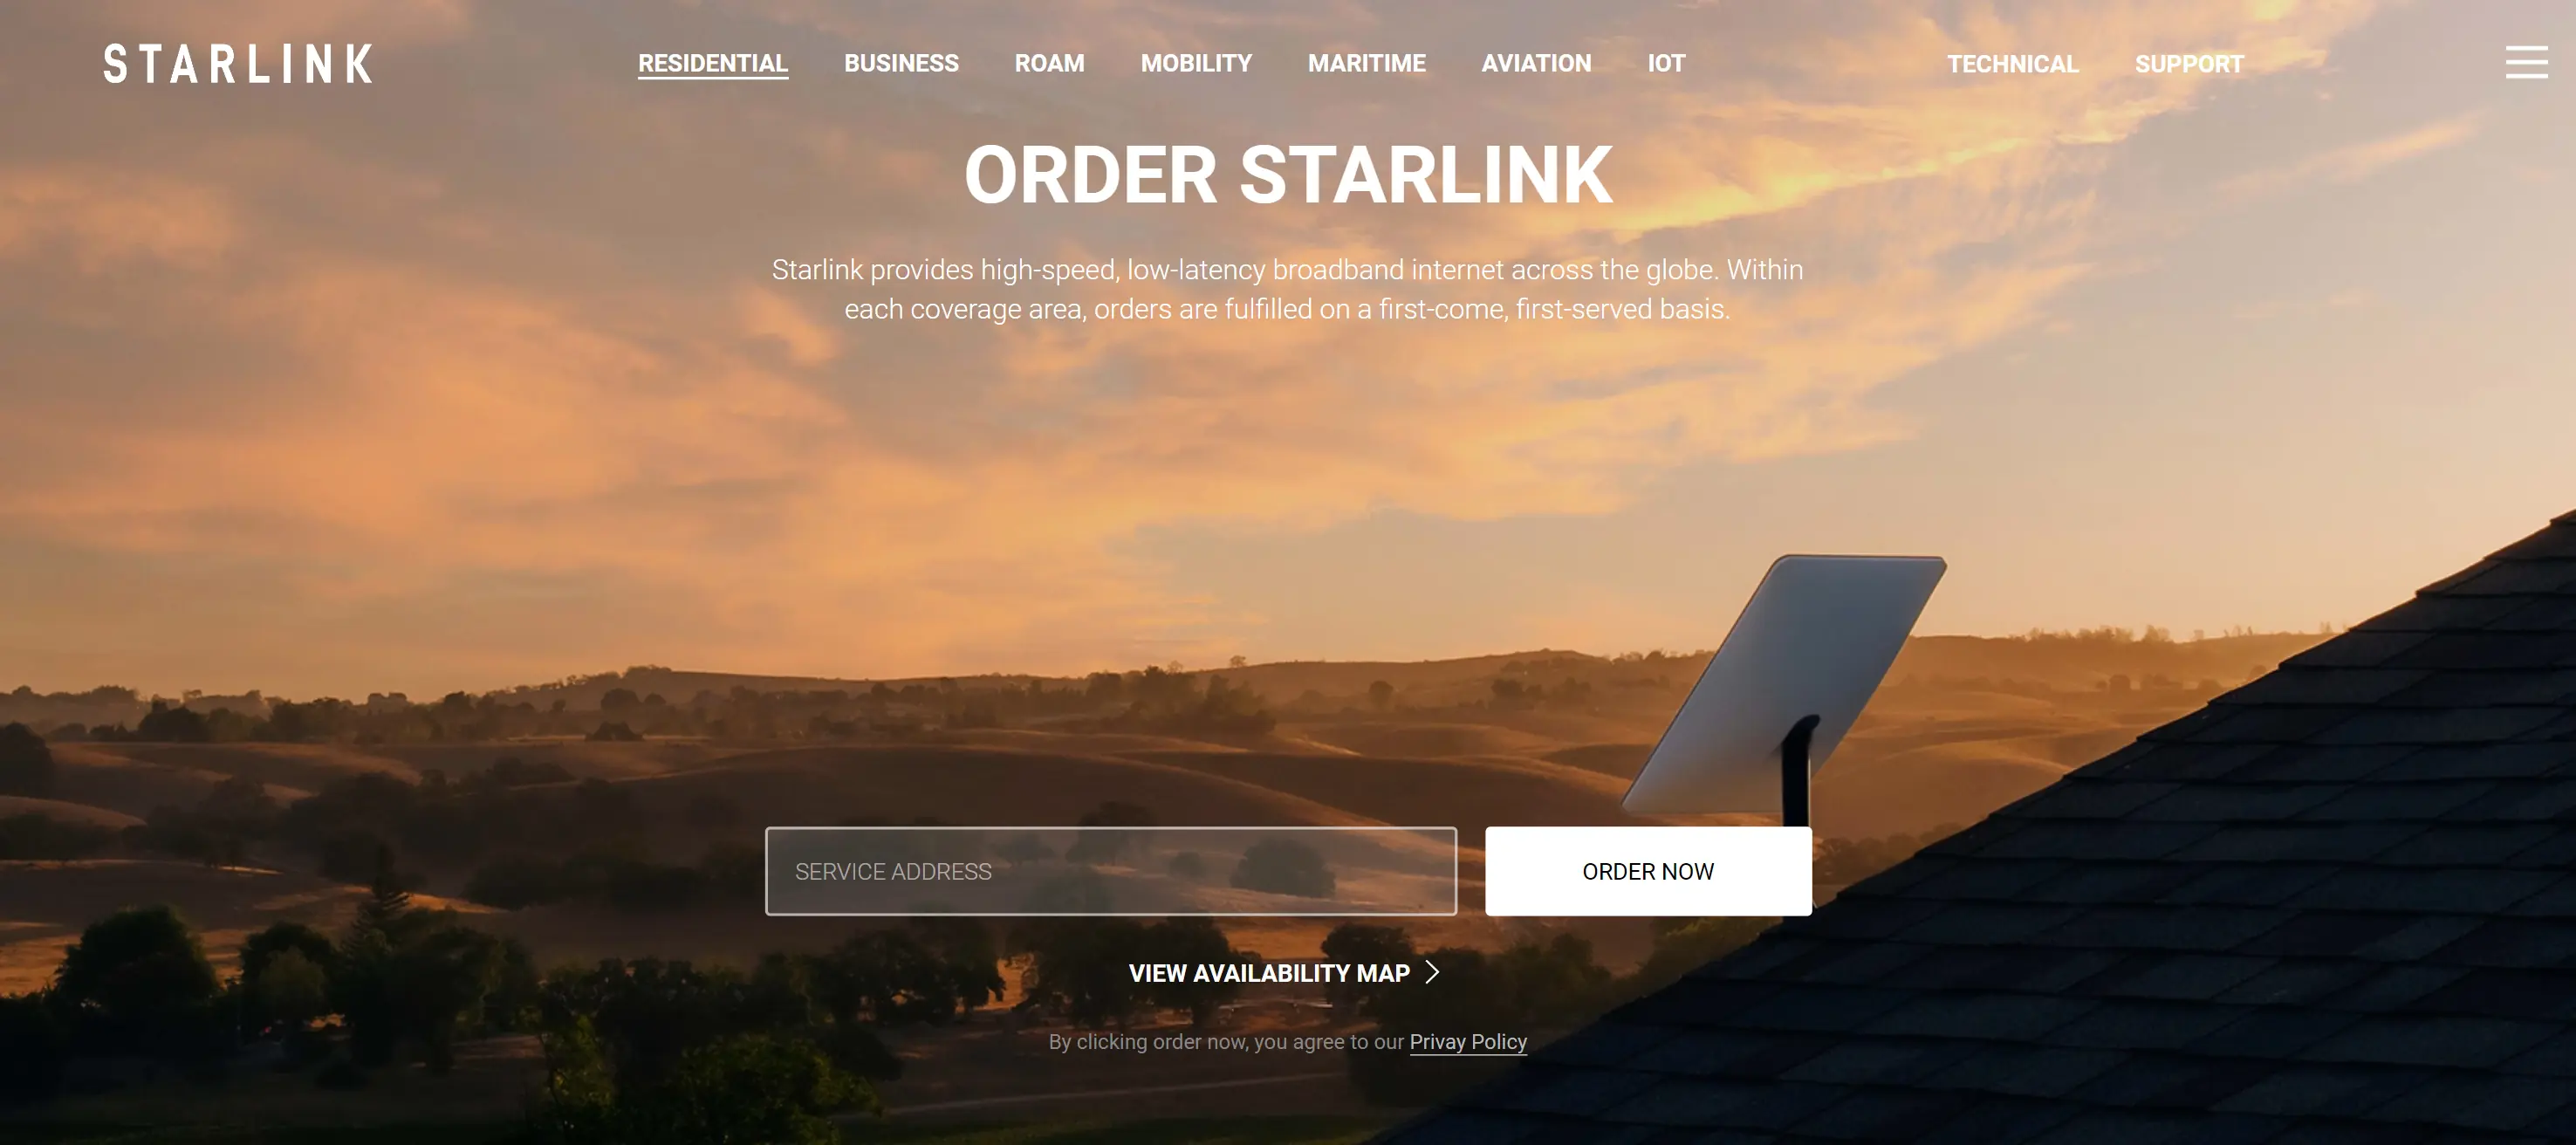 STARLINK
RESIDENTIAL BUSINESS ROAM MOBILITY MARITIME AVIATION IOT TECHNICAL SUPPORT
ORDER STARLINK
Starlink provides high-speed, low-latency broadband internet across the globe. Within
each coverage area, orders are fulfilled on a first-come, first-served basis.
SERVICE ADDRESS
ORDER NOW
VIEW AVAILABILITY MAP
By clicking order now, you agree to our Privay Policy